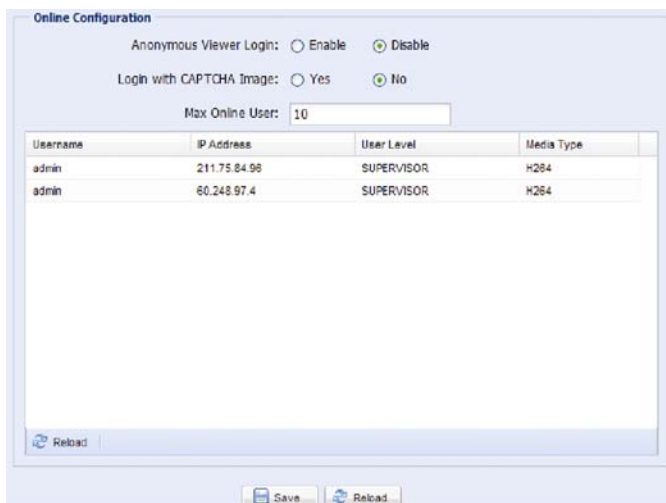 Online Configuration
Anonymous Viewer Login: Enable Disable
Login with CAPTCHA Image: Yes No
Max Online User: 10
Username IP Address User Level Media Type
admin 211.75.84.96 SUPERVISOR H264
admin 60.248.97.4 SUPERVISOR H264
Reload
Save Reload